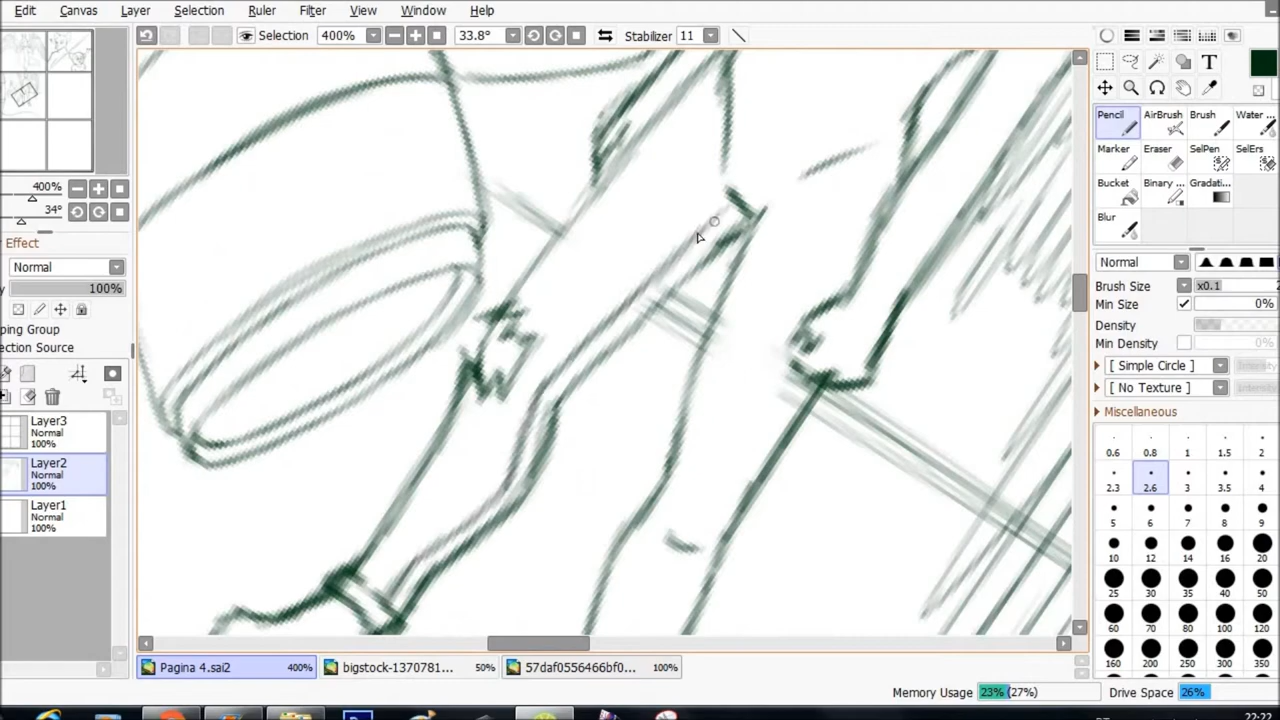 Edit Canvas Layer Selection Ruler Filter View Window Help
Selection 400% 33.8° Stabilizer 11
400%
34°
Effect
Normal
100%
ping Group
ection Source
Layer3
Normal
100%
Layer2
Normal
100%
Layer1
Normal
100%
T
Pencil AirBrush Brush Water ...
Marker Eraser SelPen SelErs
Bucket Binary ... Gradati...
Blur
Normal
Brush Size x0.1
Min Size 0%
Density
Min Density 0%
[ Simple Circle ]
[ No Texture ]
Miscellaneous
0.6 0.8 1 1.5 2
2.3 2.6 3 3.5 4
5 6 7 8 9
10 12 14 16 20
25 30 35 40 50
60 70 80 100 120
160 200 250 300 350
Pagina 4.sai2 400% bigstock-1370781... 50% 57daf0556466bf0... 100%
Memory Usage 23% (27%) Drive Space 26%
22:22